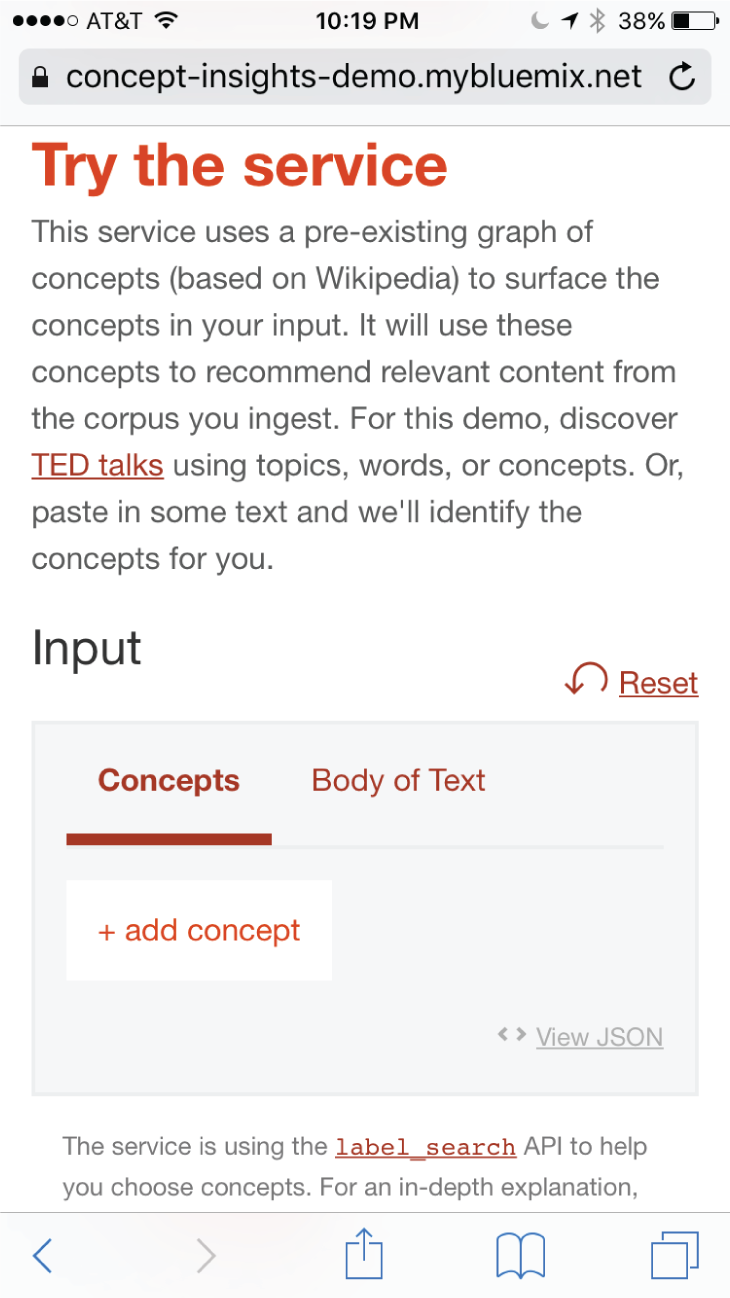 AT&T 10:19 PM 38%
concept-insights-demo.mybluemix.net
Try the service
This service uses a pre-existing graph of
concepts (based on Wikipedia) to surface the
concepts in your input. It will use these
concepts to recommend relevant content from
the corpus you ingest. For this demo, discover
TED talks using topics, words, or concepts. Or,
paste in some text and we'll identify the
concepts for you.
Input
Reset
Concepts Body of Text
+ add concept
<> View JSON
The service is using the label_search API to help
you choose concepts. For an in-depth explanation,